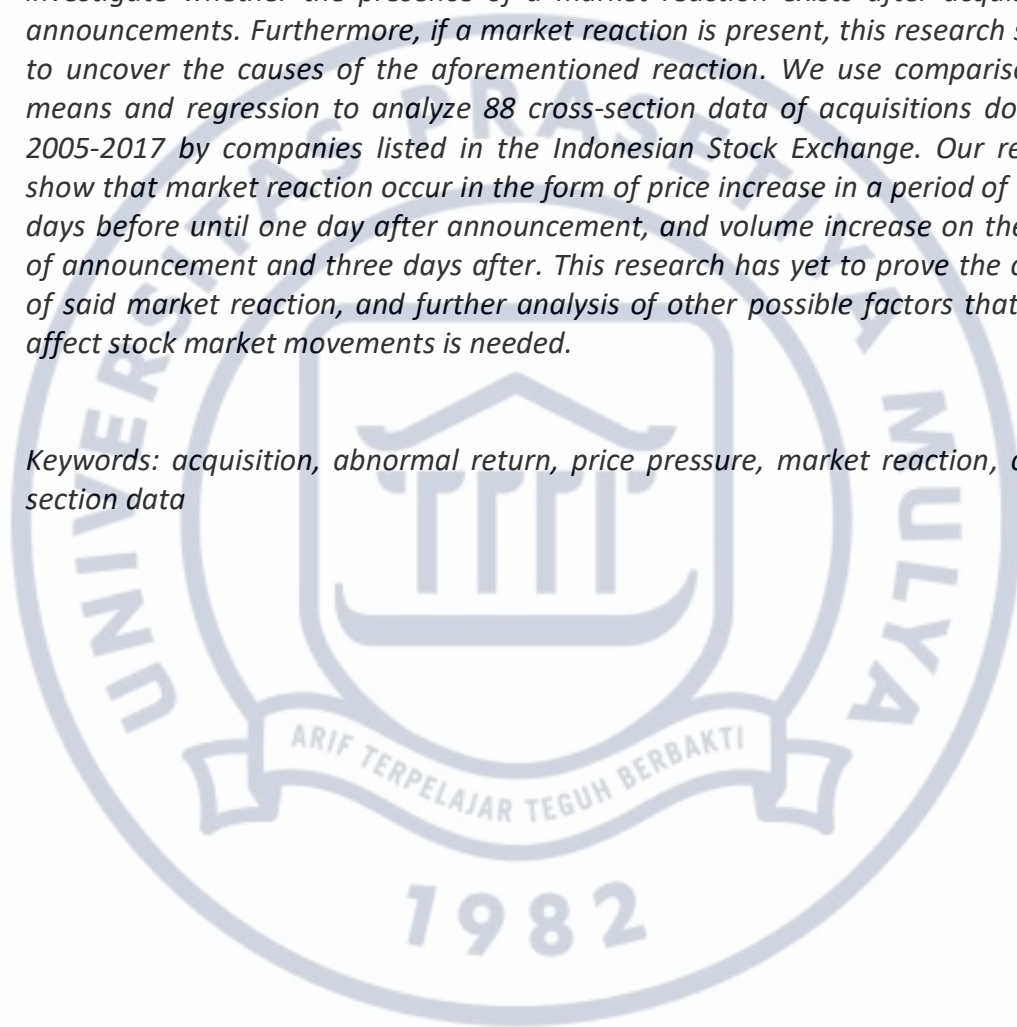 investigate whether the presence of a market reaction exists after acquis
announcements. Furthermore, if a market reaction is present, this research s
to uncover the causes of the aforementioned reaction. We use comparis
means and regression to analyze 88 cross-section data of acquisitions do
2005-2017 by companies listed in the Indonesian Stock Exchange. Our re
show that market reaction occur in the form of price increase in a period of
days before until one day after announcement, and volume increase on the
of announcement and three days after. This research has yet to prove the
of said market reaction, and further analysis of other possible factors that
affect stock market movements is needed.
Keywords: acquisition, abnormal return, price pressure, market reaction,
section data
UNIVERSITAS PRASETIYA MULYA
ARIF TERPELAJAR TEGUH BERBAKTI
1982